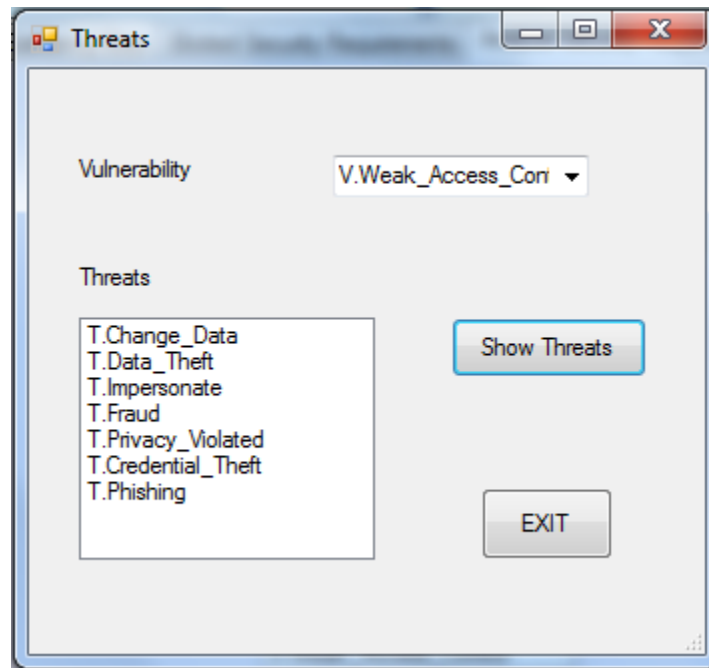 Threats
Vulnerability
V.Weak_Access_Con
Threats
T.Change_Data
T.Data_Theft
T.Impersonate
T.Fraud
T.Privacy_Violated
T.Credential_Theft
T.Phishing
Show Threats
EXIT